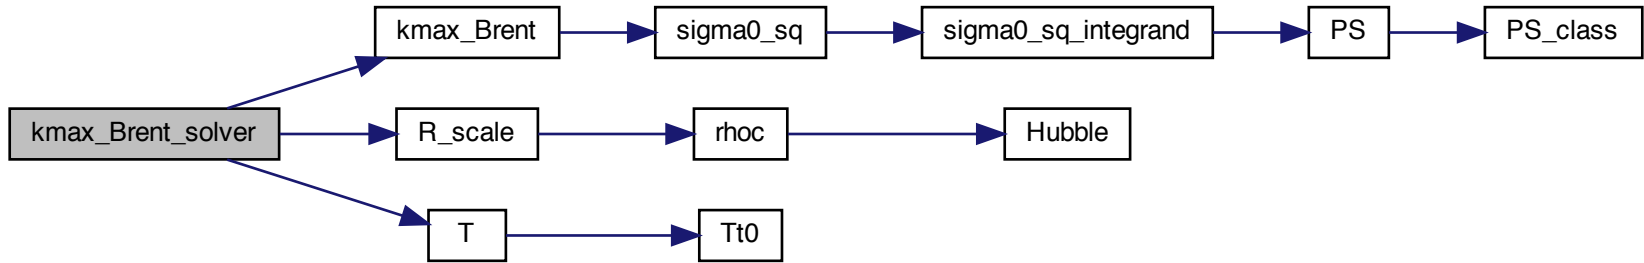 kmax_Brent
sigma0_sq
sigma0_sq_integrand
PS
PS_class
kmax_Brent_solver
R_scale
rhoc
Hubble
T
Tt0